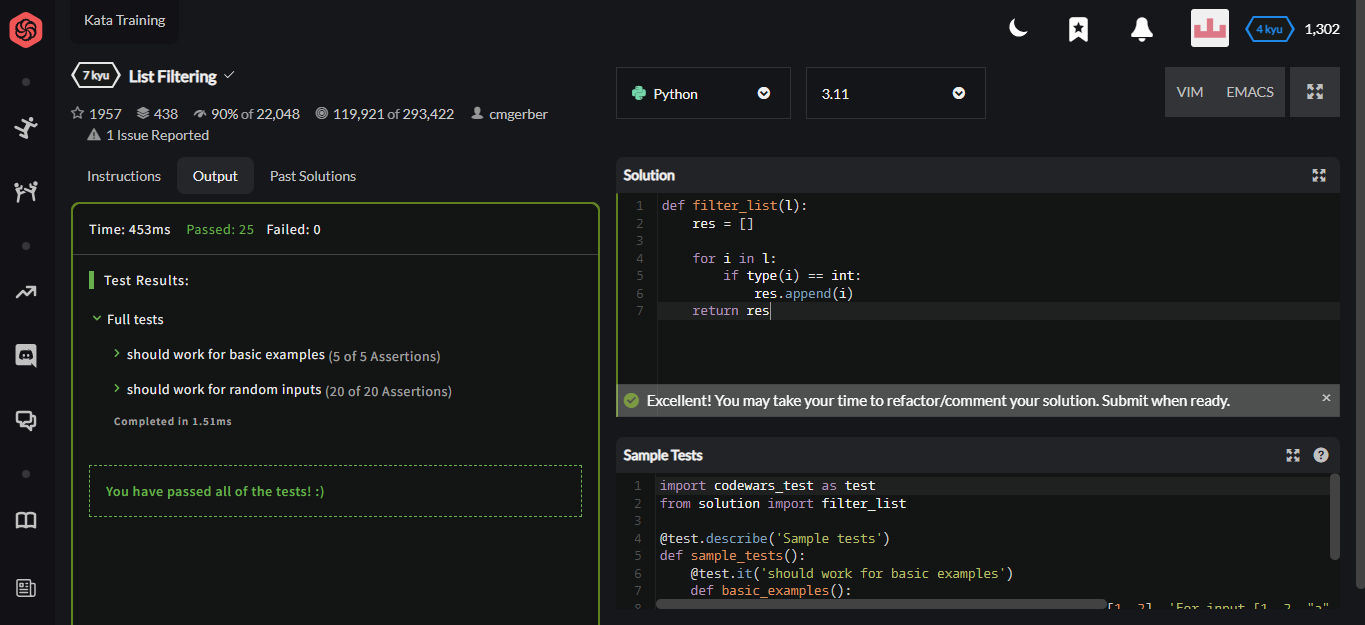 Kata Training
4 kyu 1,302
7 kyu List Filtering
1957 438 90% of 22,048 119,921 of 293,422 cmgerber
1 Issue Reported
Instructions Output Past Solutions
Time: 453ms Passed: 25 Failed: 0
Test Results:
Full tests
should work for basic examples (5 of 5 Assertions)
should work for random inputs (20 of 20 Assertions)
Completed in 1.51ms
You have passed all of the tests! :)
Python 3.11 VIM EMACS
Solution
1 def filter_list(l):
2 res = []
3
4 for i in l:
5 if type(i) == int:
6 res.append(i)
7 return res
Excellent! You may take your time to refactor/comment your solution. Submit when ready. ×
Sample Tests ?
1 import codewars_test as test
2 from solution import filter_list
3
4 @test.describe('Sample tests')
5 def sample_tests():
6 @test.it('should work for basic examples')
7 def basic_examples():
8 [1, 2], 'For input [1, 2, "a"